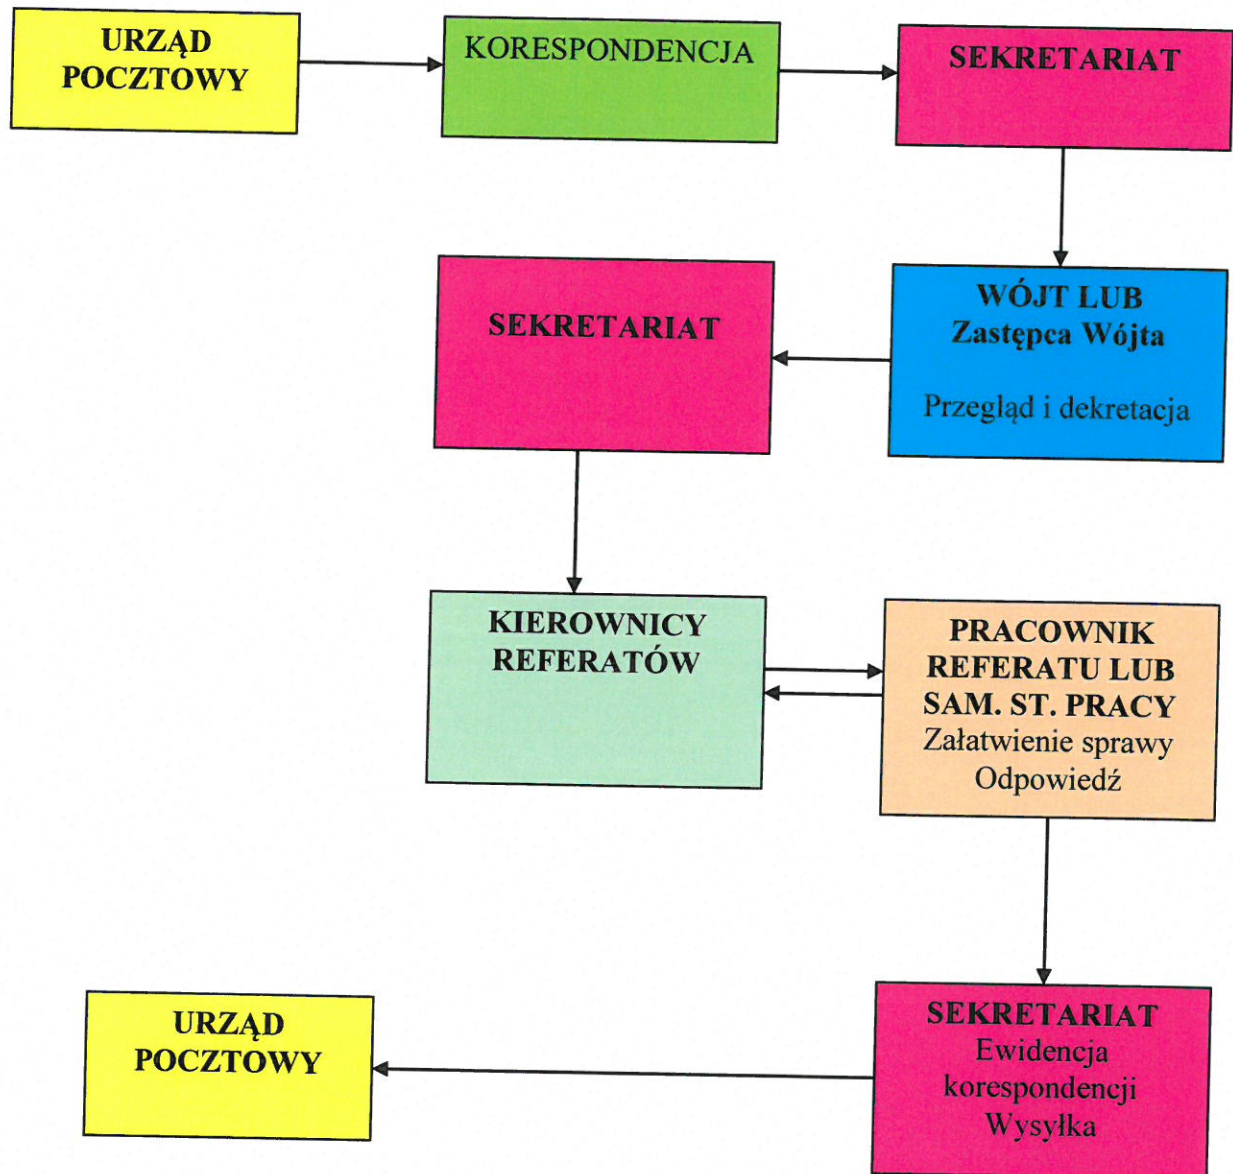 URZĄD
POCZTOWY
KORESPONDENCJA
SEKRETARIAT
WÓJT LUB
Zastępca Wójta
Przegląd i dekretacja
SEKRETARIAT
KIEROWNICY
REFERATÓW
PRACOWNIK
REFERATU LUB
SAM. ST. PRACY
Załatwienie sprawy
Odpowiedź
SEKRETARIAT
Ewidencja
korespondencji
Wysyłka
URZĄD
POCZTOWY